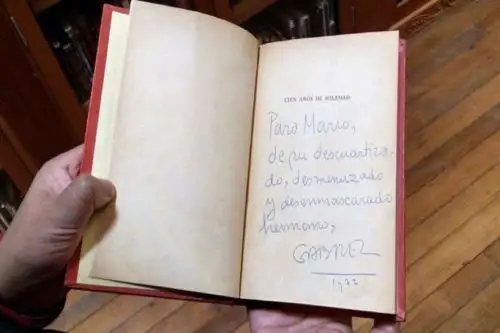 CIEN AÑOS DE SOLEDAD
Para Mario,
de su descuartiza-
do, desmenuzado
y desenmascarado
hermano,
GABRIEL
1972